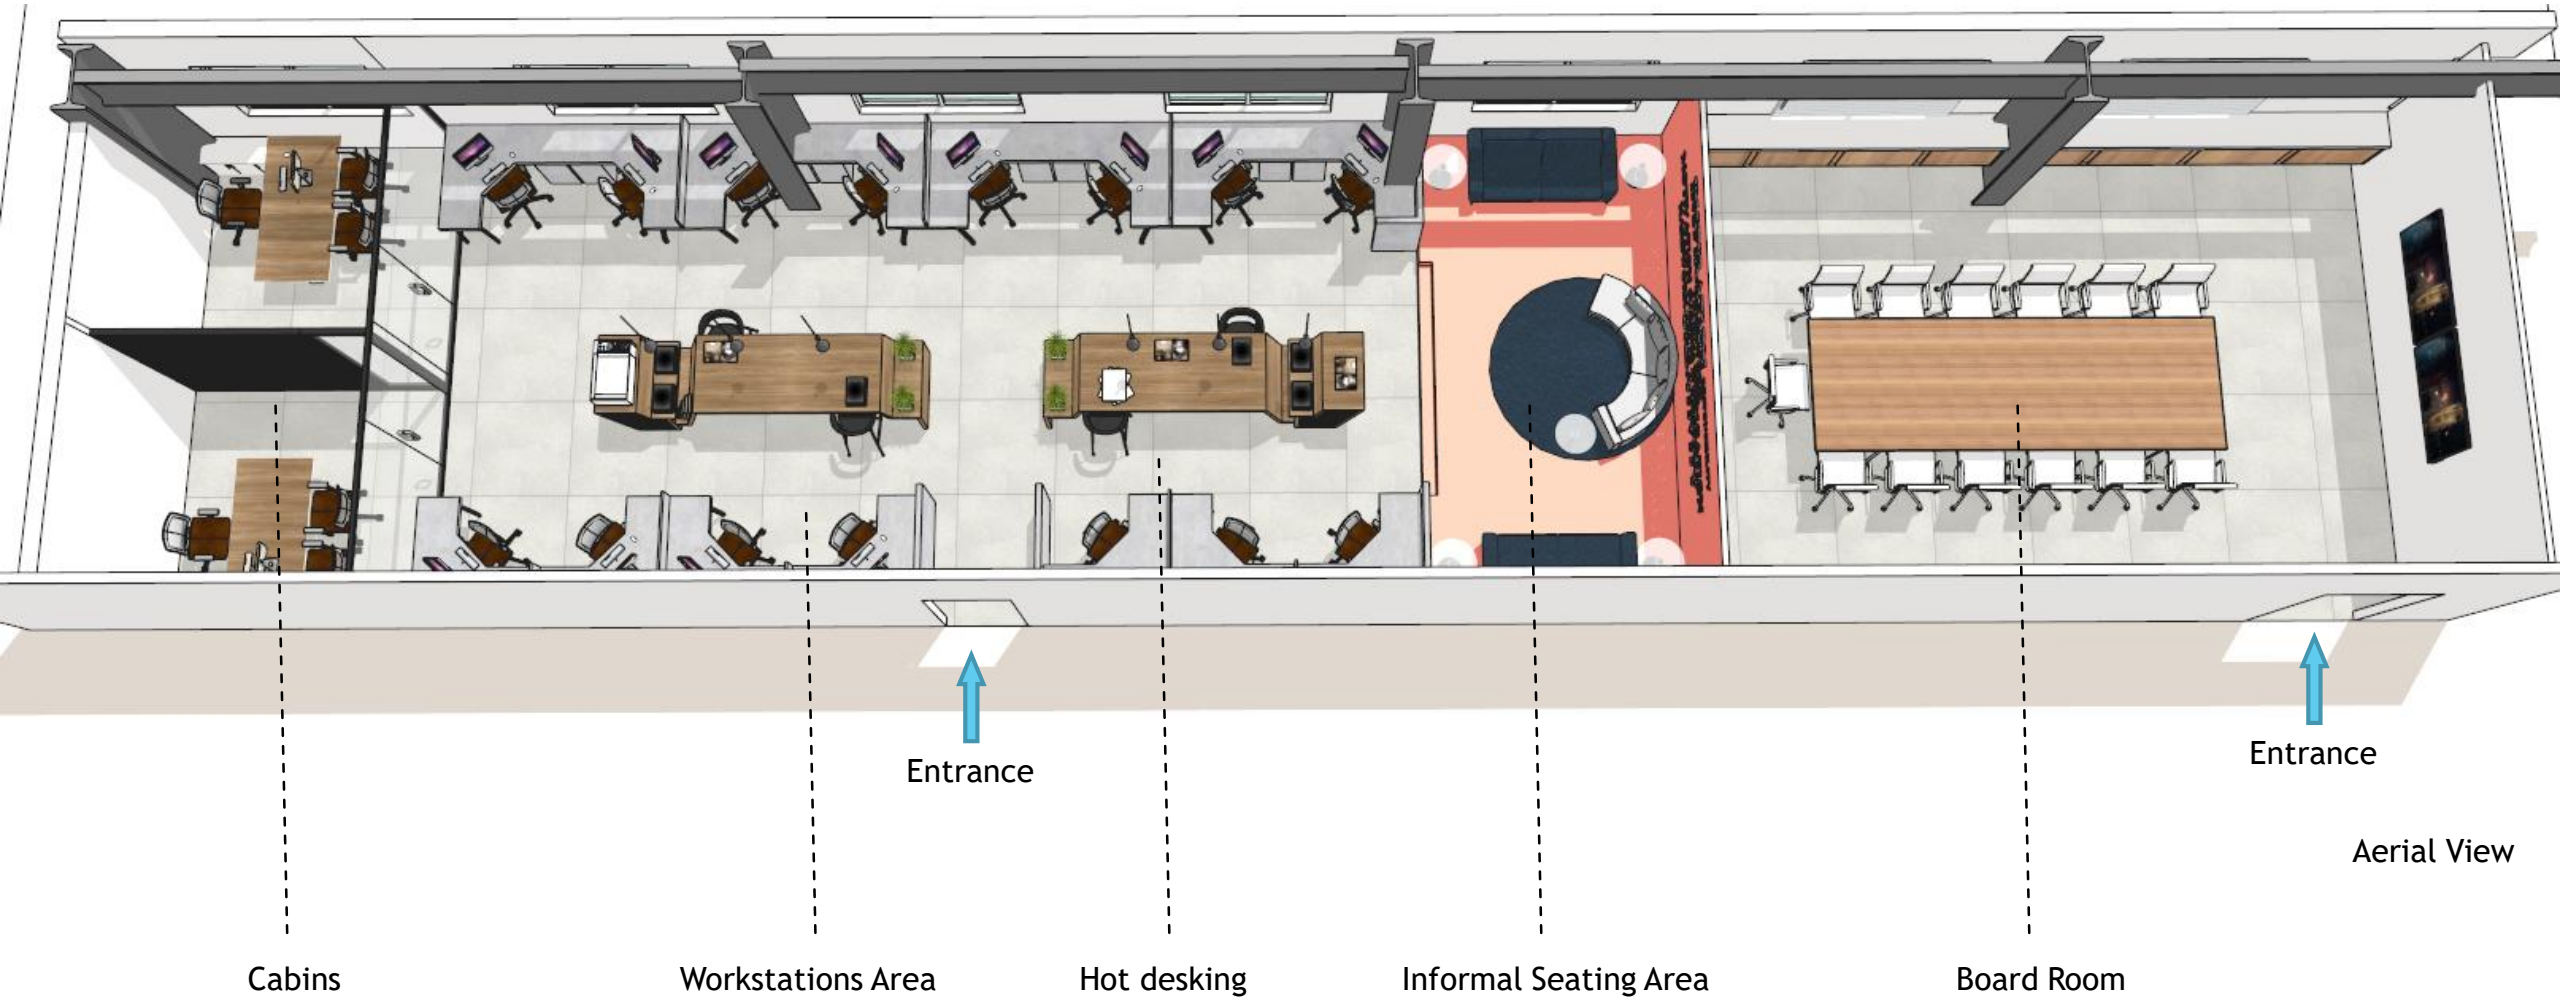 Entrance
Entrance
Aerial View
Cabins
Workstations Area
Hot desking
Informal Seating Area
Board Room